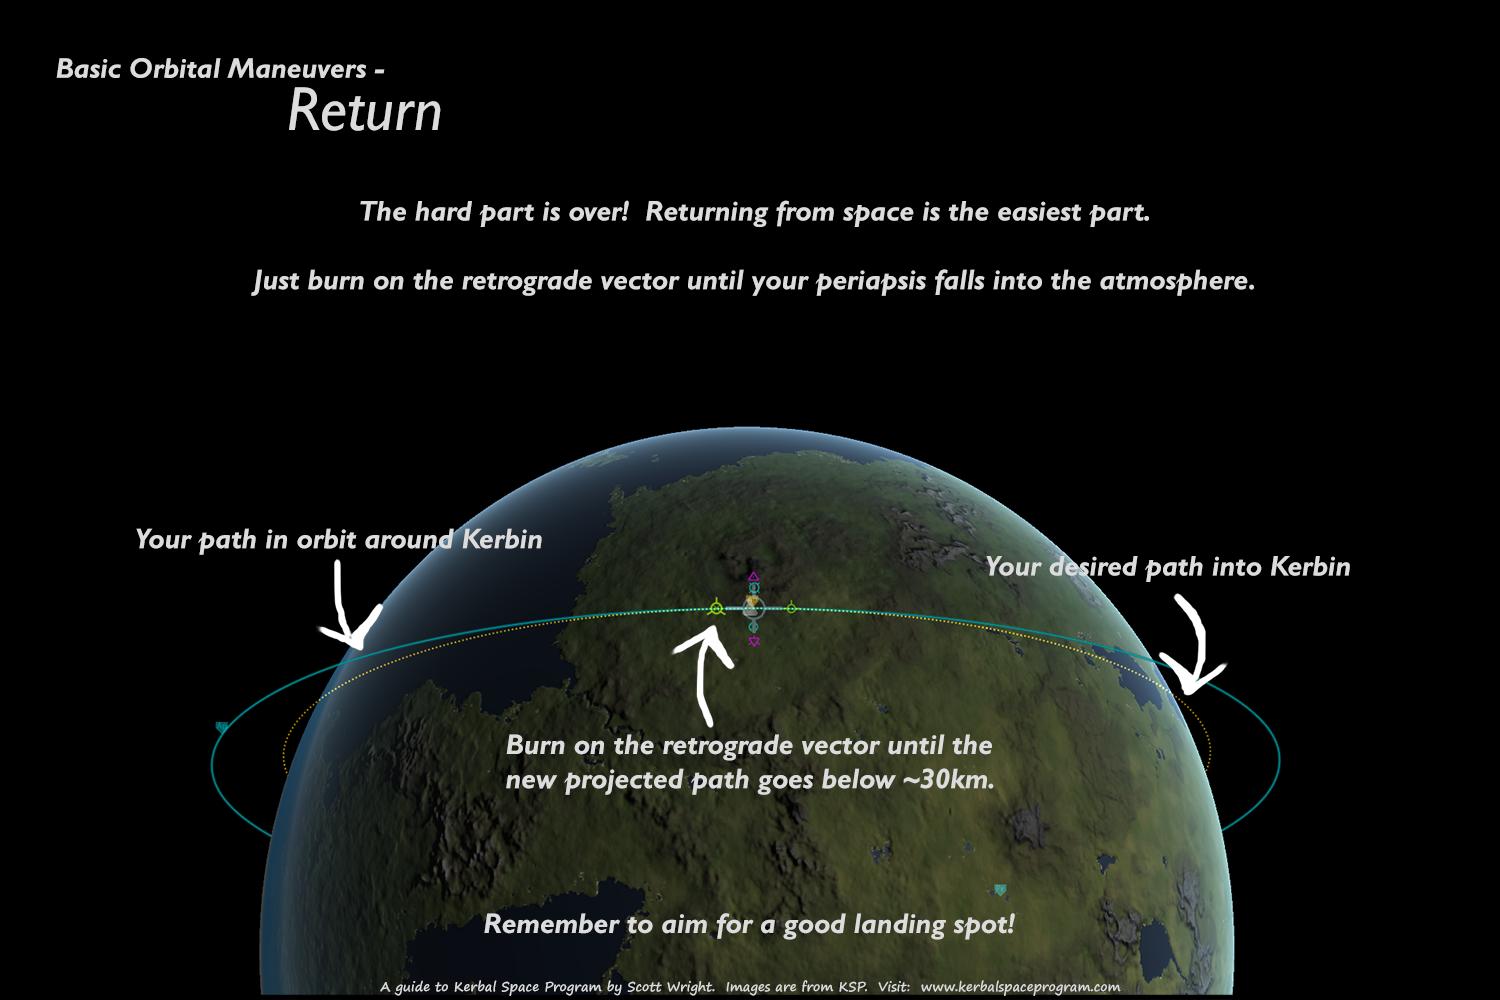 Basic Orbital Maneuvers -
Return
The hard part is over!  Returning from space is the easiest part.
Just burn on the retrograde vector until your periapsis falls into the atmosphere.
Your path in orbit around Kerbin
Your desired path into Kerbin
Burn on the retrograde vector until the
new projected path goes below ~30km.
Remember to aim for a good landing spot!
A guide to Kerbal Space Program by Scott Wright.  Images are from KSP.  Visit:  www.kerbalspaceprogram.com